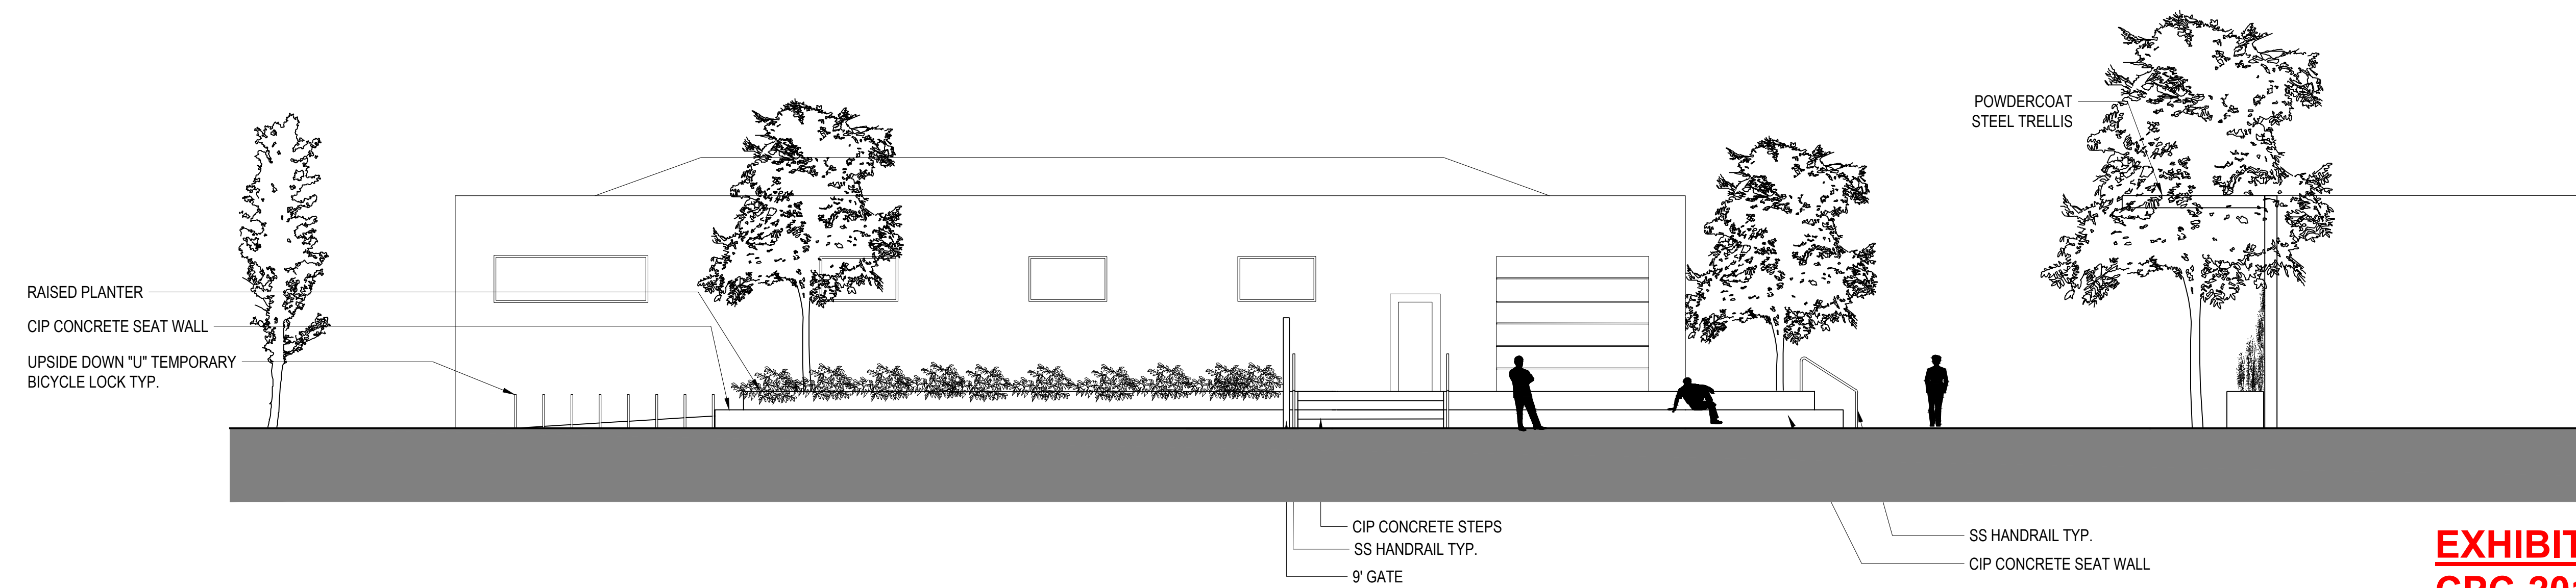 POWDERCOAT
STEEL TRELLIS
RAISED PLANTER
CIP CONCRETE SEAT WALL
UPSIDE DOWN "U" TEMPORARY
BICYCLE LOCK TYP.
CIP CONCRETE STEPS
SS HANDRAIL TYP.
9' GATE
SS HANDRAIL TYP.
CIP CONCRETE SEAT WALL
EXHIBIT